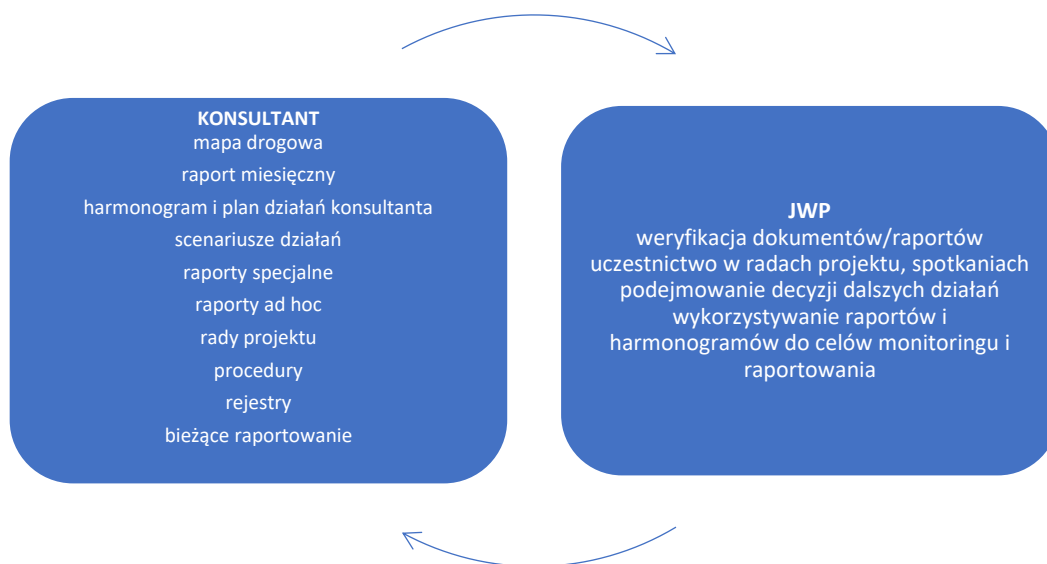 KONSULTANT
mapa drogowa
raport miesięczny
harmonogram i plan działań konsultanta
scenariusze działań
raporty specjalne
raporty ad hoc
rady projektu
procedury
rejestry
bieżące raportowanie
JWP
weryfikacja dokumentów/raportów
uczestnictwo w radach projektu, spotkaniach
podejmowanie decyzji dalszych działań
wykorzystywanie raportów i
harmonogramów do celów monitoringu i
raportowania